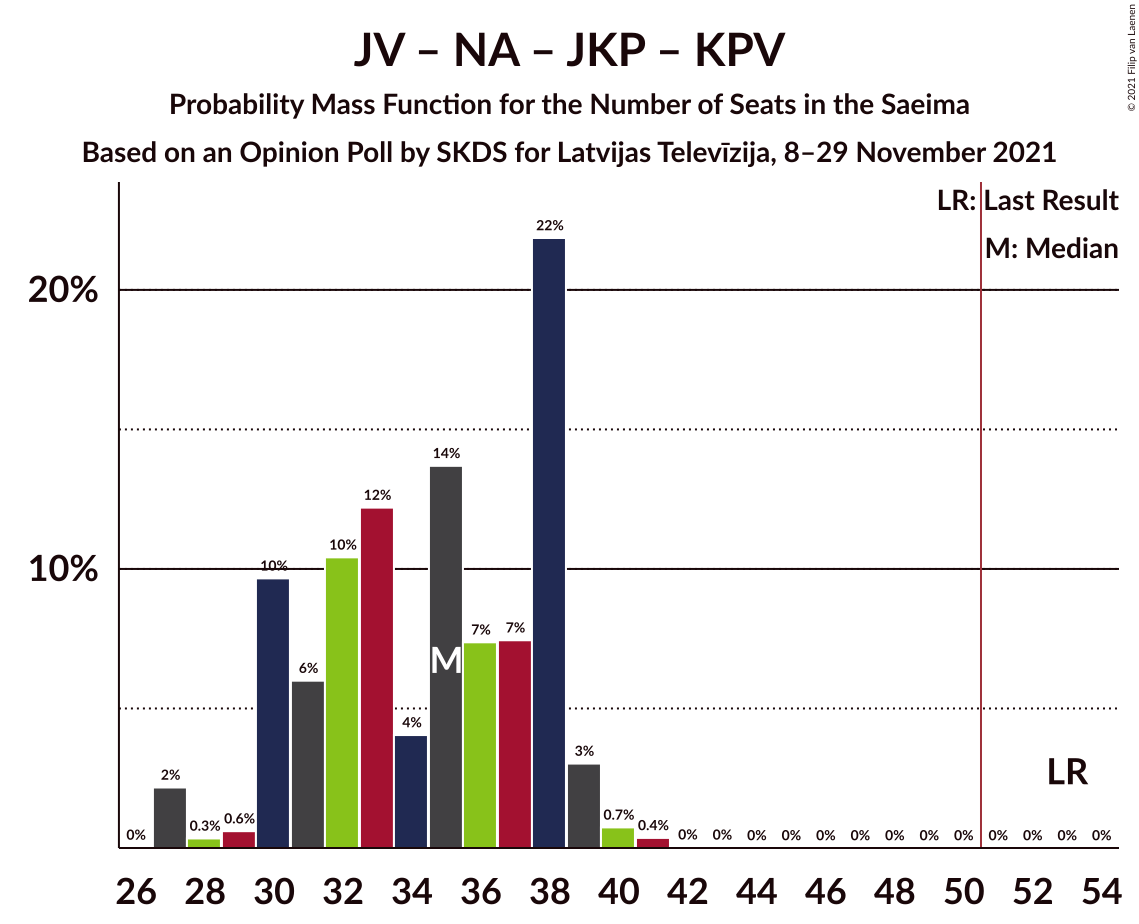 JV – NA – JKP – KPV
Probability Mass Function for the Number of Seats in the Saeima
Based on an Opinion Poll by SKDS for Latvijas Televīzija, 8–29 November 2021
© 2021 Filip van Laenen
LR: Last Result
M: Median
20%
10%
0% 2% 0.3% 0.6% 10% 6% 10% 12% 4% 14% 7% 7% 22% 3% 0.7% 0.4% 0% 0% 0% 0% 0% 0% 0% 0% 0% 0% 0% 0% 0%
M
LR
26 28 30 32 34 36 38 40 42 44 46 48 50 52 54